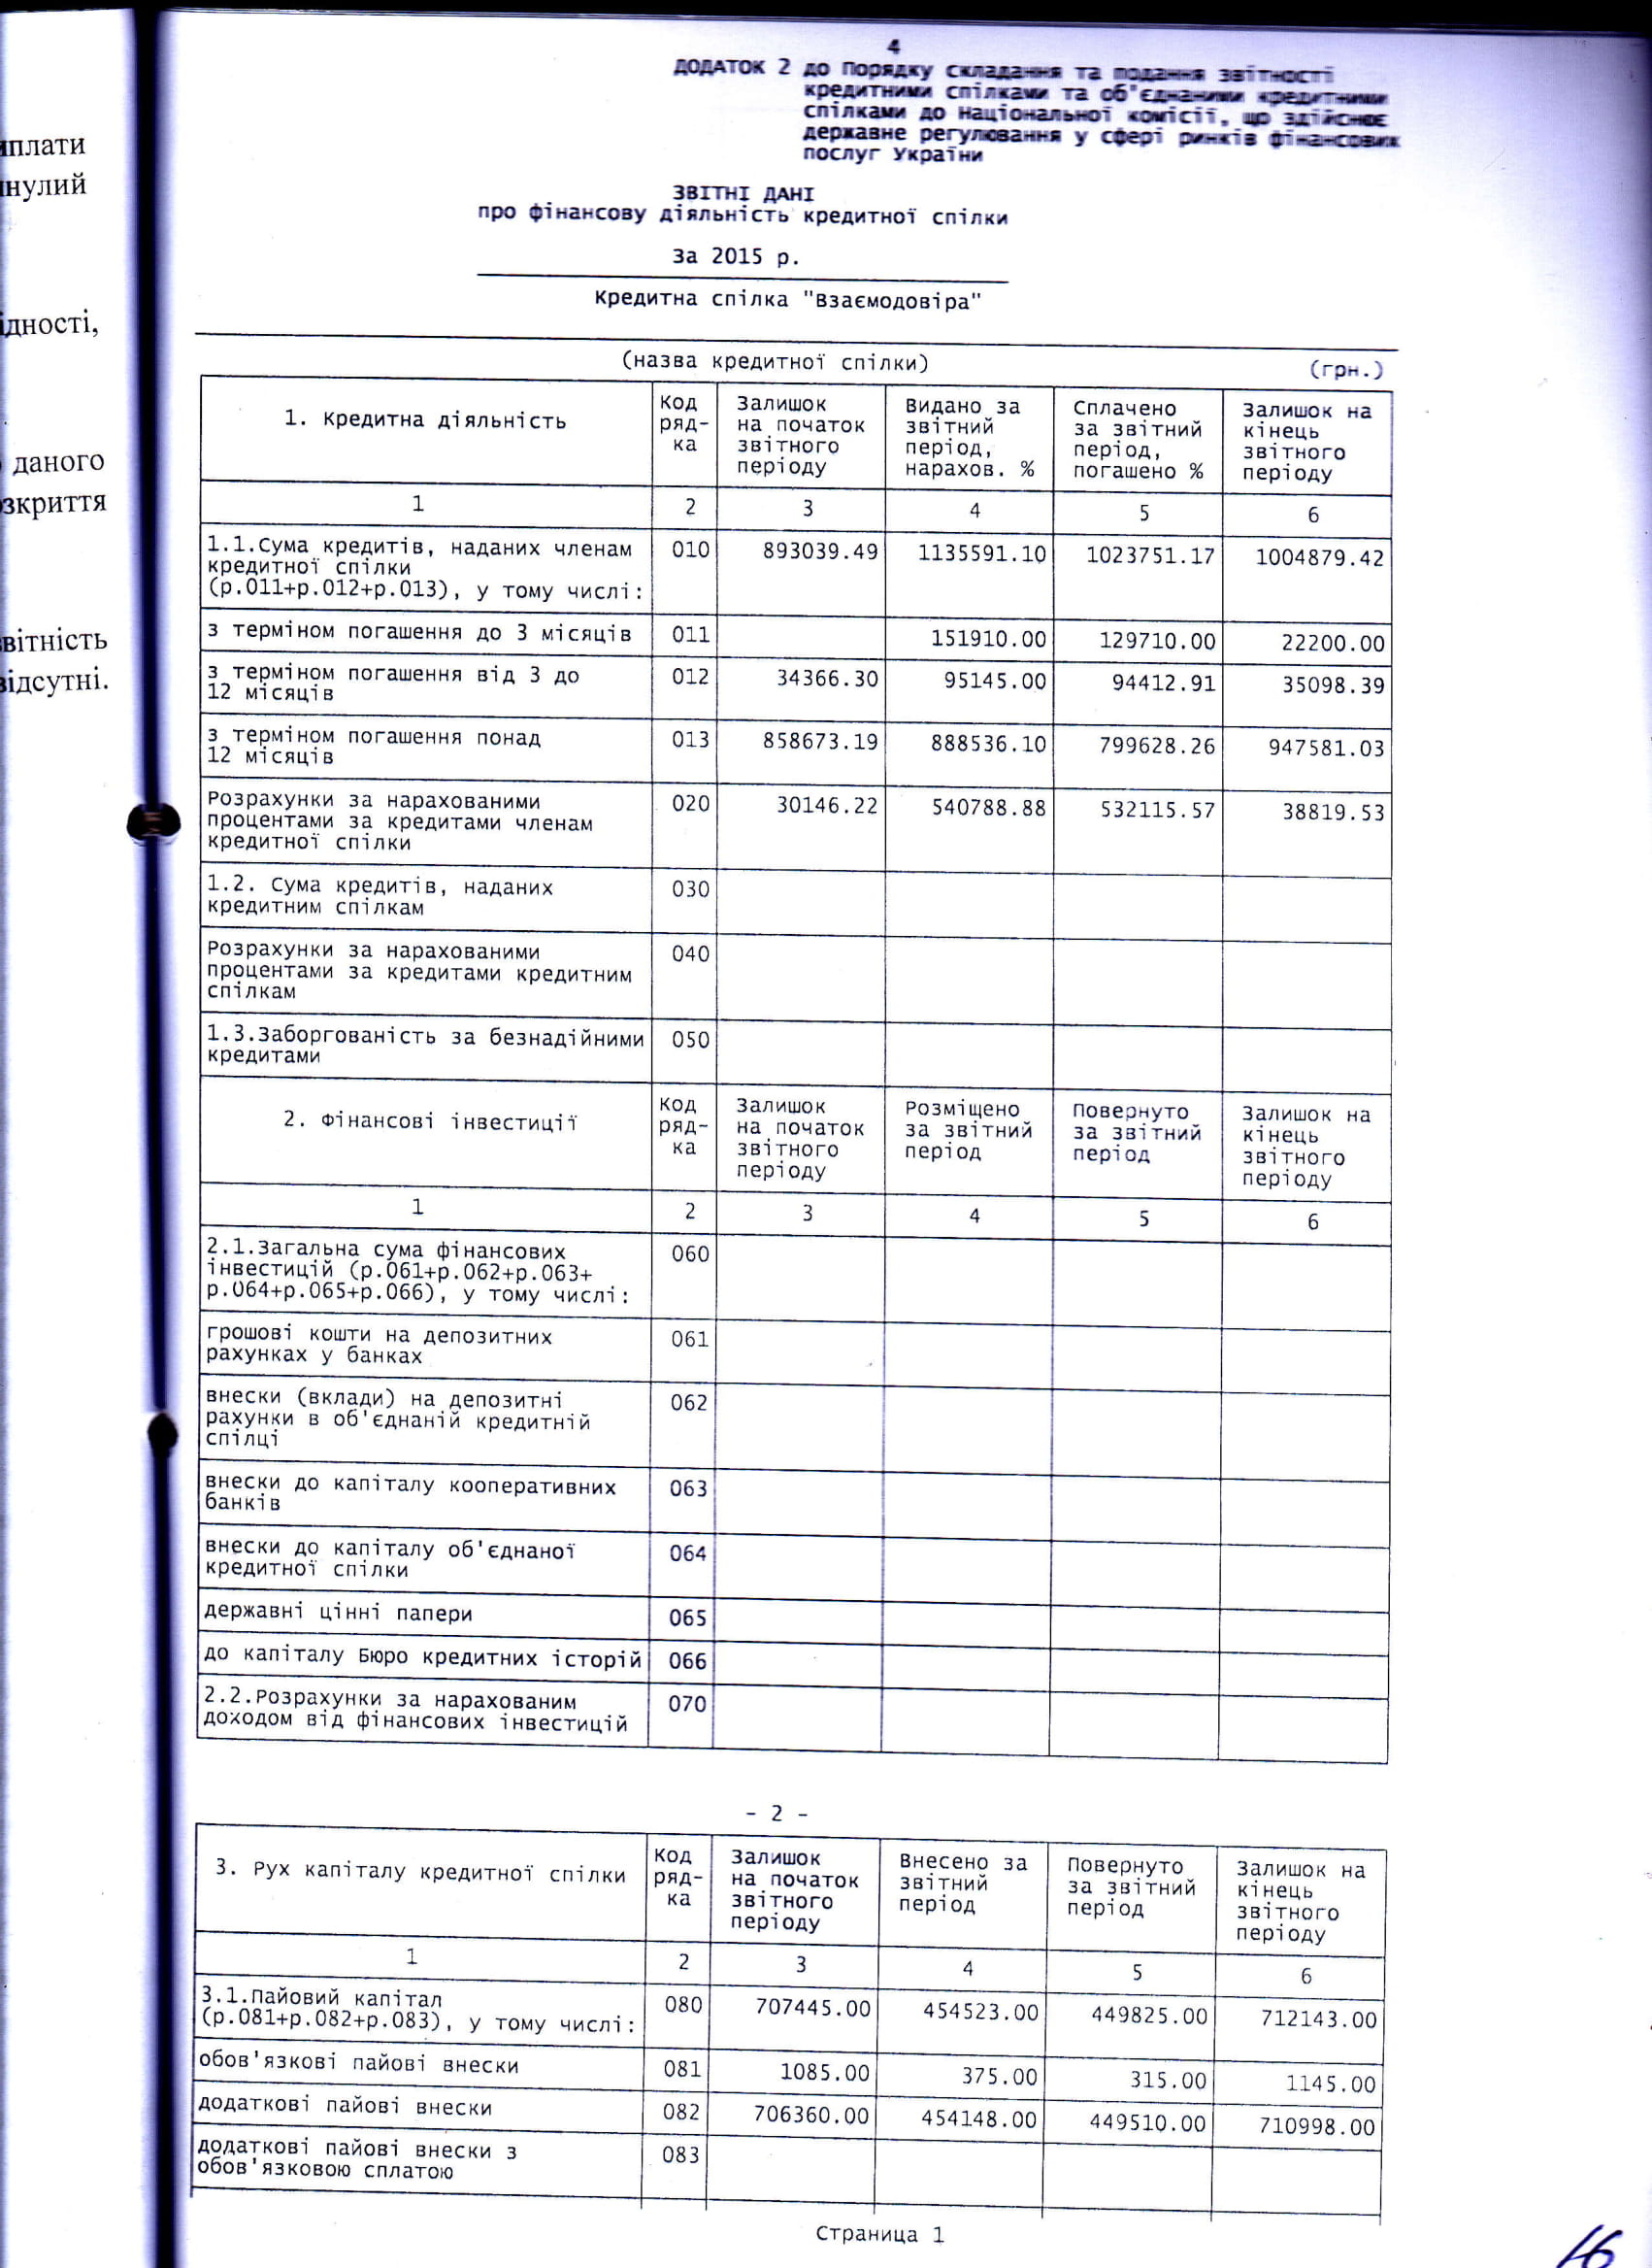 иплати
инулий
ідності,
даного
озкриття
звітність
відсутні.
4
ДОДАТОК 2 до Порядку складання та подання звітності
кредитними спілками та об'єднаними кредитними
спілками до Національної комісії, що здійснює
державне регулювання у сфері ринків фінансових
послуг України
ЗВІТНІ ДАНІ
про фінансову діяльність кредитної спілки
За 2015 р.
Кредитна спілка "Взаємодовіра"
(назва кредитної спілки) (грн.)
1. Кредитна діяльність
Код
ряд-
ка
Залишок
на початок
звітного
періоду
Видано за
звітний
період,
нарахов. %
Сплачено
за звітний
період,
погашено %
Залишок на
кінець
звітного
періоду
1 2 3 4 5 6
1.1.Сума кредитів, наданих членам 010 893039.49 1135591.10 1023751.17 1004879.42
кредитної спілки
(р.011+р.012+р.013), у тому числі:
з терміном погашення до 3 місяців 011 151910.00 129710.00 22200.00
з терміном погашення від 3 до 012 34366.30 95145.00 94412.91 35098.39
12 місяців
з терміном погашення понад 013 858673.19 888536.10 799628.26 947581.03
12 місяців
Розрахунки за нарахованими 020 30146.22 540788.88 532115.57 38819.53
процентами за кредитами членам
кредитної спілки
1.2. Сума кредитів, наданих 030
кредитним спілкам
Розрахунки за нарахованими 040
процентами за кредитами кредитним
спілкам
1.3.Заборгованість за безнадійними 050
кредитами
2. Фінансові інвестиції
Код
ряд-
ка
Залишок
на початок
звітного
періоду
Розміщено
за звітний
період
Повернуто
за звітний
період
Залишок на
кінець
звітного
періоду
1 2 3 4 5 6
2.1.Загальна сума фінансових 060
інвестицій (р.061+р.062+р.063+
р.064+р.065+р.066), у тому числі:
грошові кошти на депозитних 061
рахунках у банках
внески (вклади) на депозитні 062
рахунки в об'єднаній кредитній
спілці
внески до капіталу кооперативних 063
банків
внески до капіталу об'єднаної 064
кредитної спілки
державні цінні папери 065
до капіталу Бюро кредитних історій 066
2.2.Розрахунки за нарахованим 070
доходом від фінансових інвестицій
- 2 -
3. Рух капіталу кредитної спілки
Код
ряд-
ка
Залишок
на початок
звітного
періоду
Внесено за
звітний
період
Повернуто
за звітний
період
Залишок на
кінець
звітного
періоду
1 2 3 4 5 6
3.1.Пайовий капітал 080 707445.00 454523.00 449825.00 712143.00
(р.081+р.082+р.083), у тому числі:
обов'язкові пайові внески 081 1085.00 375.00 315.00 1145.00
додаткові пайові внески 082 706360.00 454148.00 449510.00 710998.00
додаткові пайові внески з 083
обов'язковою сплатою
Страница 1
16